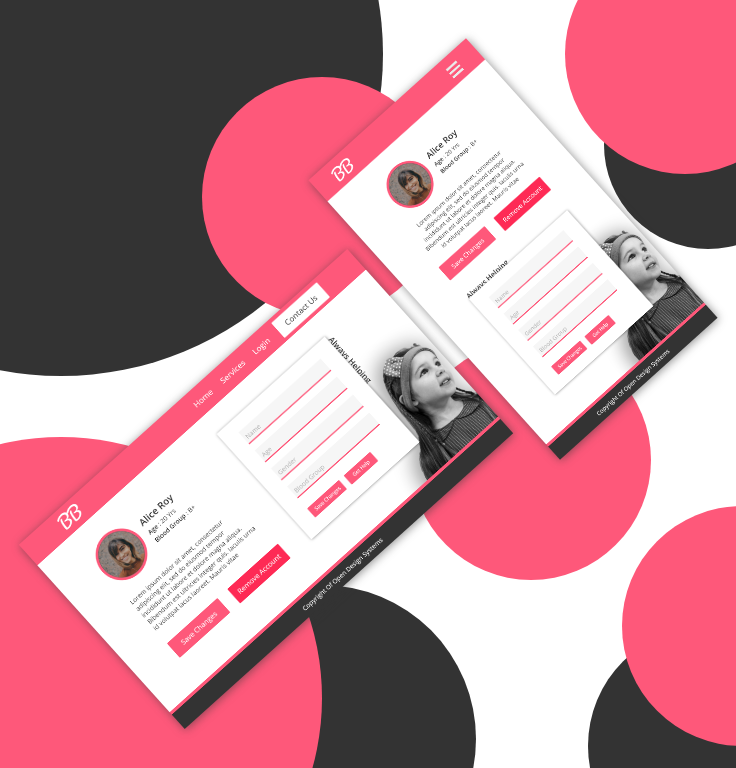 BB
Alice Roy
Age : 20 Yrs
Blood Group : B+
Lorem ipsum dolor sit amet, consectetur
adipiscing elit, sed do eiusmod tempor
incididunt ut labore et dolore magna aliqua.
Bibendum est ultricies integer quis. Iaculis urna
id volutpat lacus laoreet. Mauris vitae
Save Changes
Remove Account
Always Helping
Name
Age
Gender
Blood Group
Save Changes
Get Help
Copyright Of Open Design Systems
BB
Home
Services
Login
Contact Us
Alice Roy
Age : 20 Yrs
Blood Group : B+
Lorem ipsum dolor sit amet, consectetur
adipiscing elit, sed do eiusmod tempor
incididunt ut labore et dolore magna aliqua.
Bibendum est ultricies integer quis. Iaculis urna
id volutpat lacus laoreet. Mauris vitae
Save Changes
Remove Account
Always Helping
Name
Age
Gender
Blood Group
Save Changes
Get Help
Copyright Of Open Design Systems